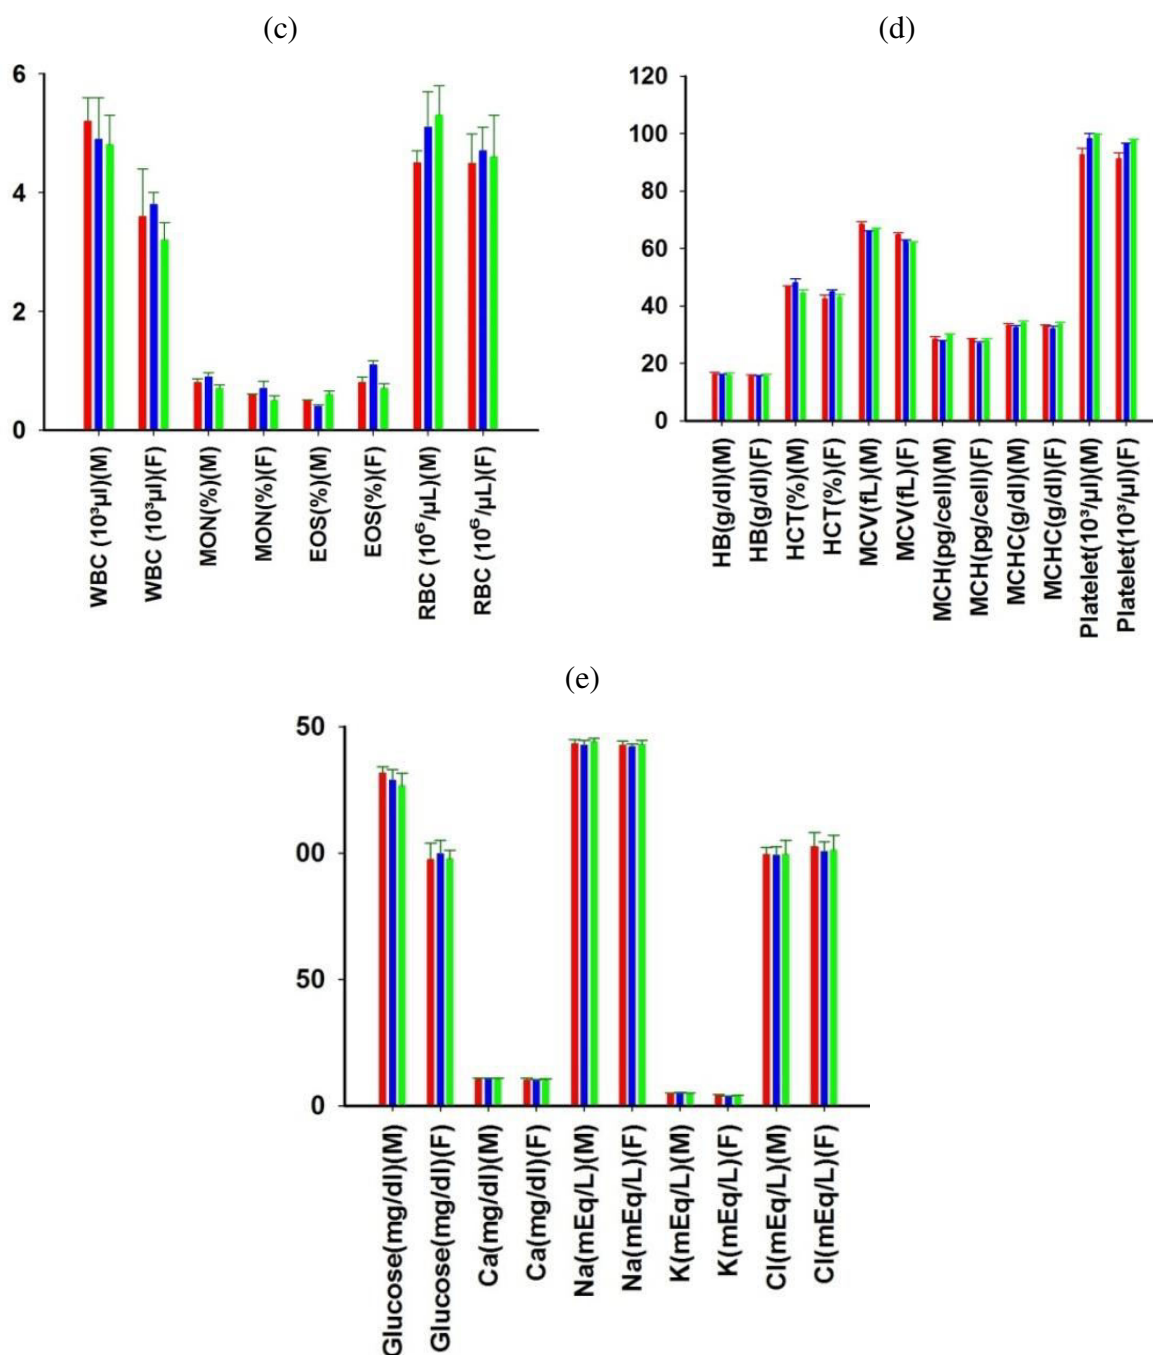 (c)
6
4
2
0
WBC (10³µl)(M)
WBC (10³µl)(F)
MON(%)(M)
MON(%)(F)
EOS(%)(M)
EOS(%)(F)
RBC (10⁶/µL)(M)
RBC (10⁶/µL)(F)
(d)
120
100
80
60
40
20
0
HB(g/dl)(M)
HB(g/dl)(F)
HCT(%)(M)
HCT(%)(F)
MCV(fL)(M)
MCV(fL)(F)
MCH(pg/cell)(M)
MCH(pg/cell)(F)
MCHC(g/dl)(M)
MCHC(g/dl)(F)
Platelet(10³/µl)(M)
Platelet(10³/µl)(F)
(e)
50
00
50
0
Glucose(mg/dl)(M)
Glucose(mg/dl)(F)
Ca(mg/dl)(M)
Ca(mg/dl)(F)
Na(mEq/L)(M)
Na(mEq/L)(F)
K(mEq/L)(M)
K(mEq/L)(F)
Cl(mEq/L)(M)
Cl(mEq/L)(F)